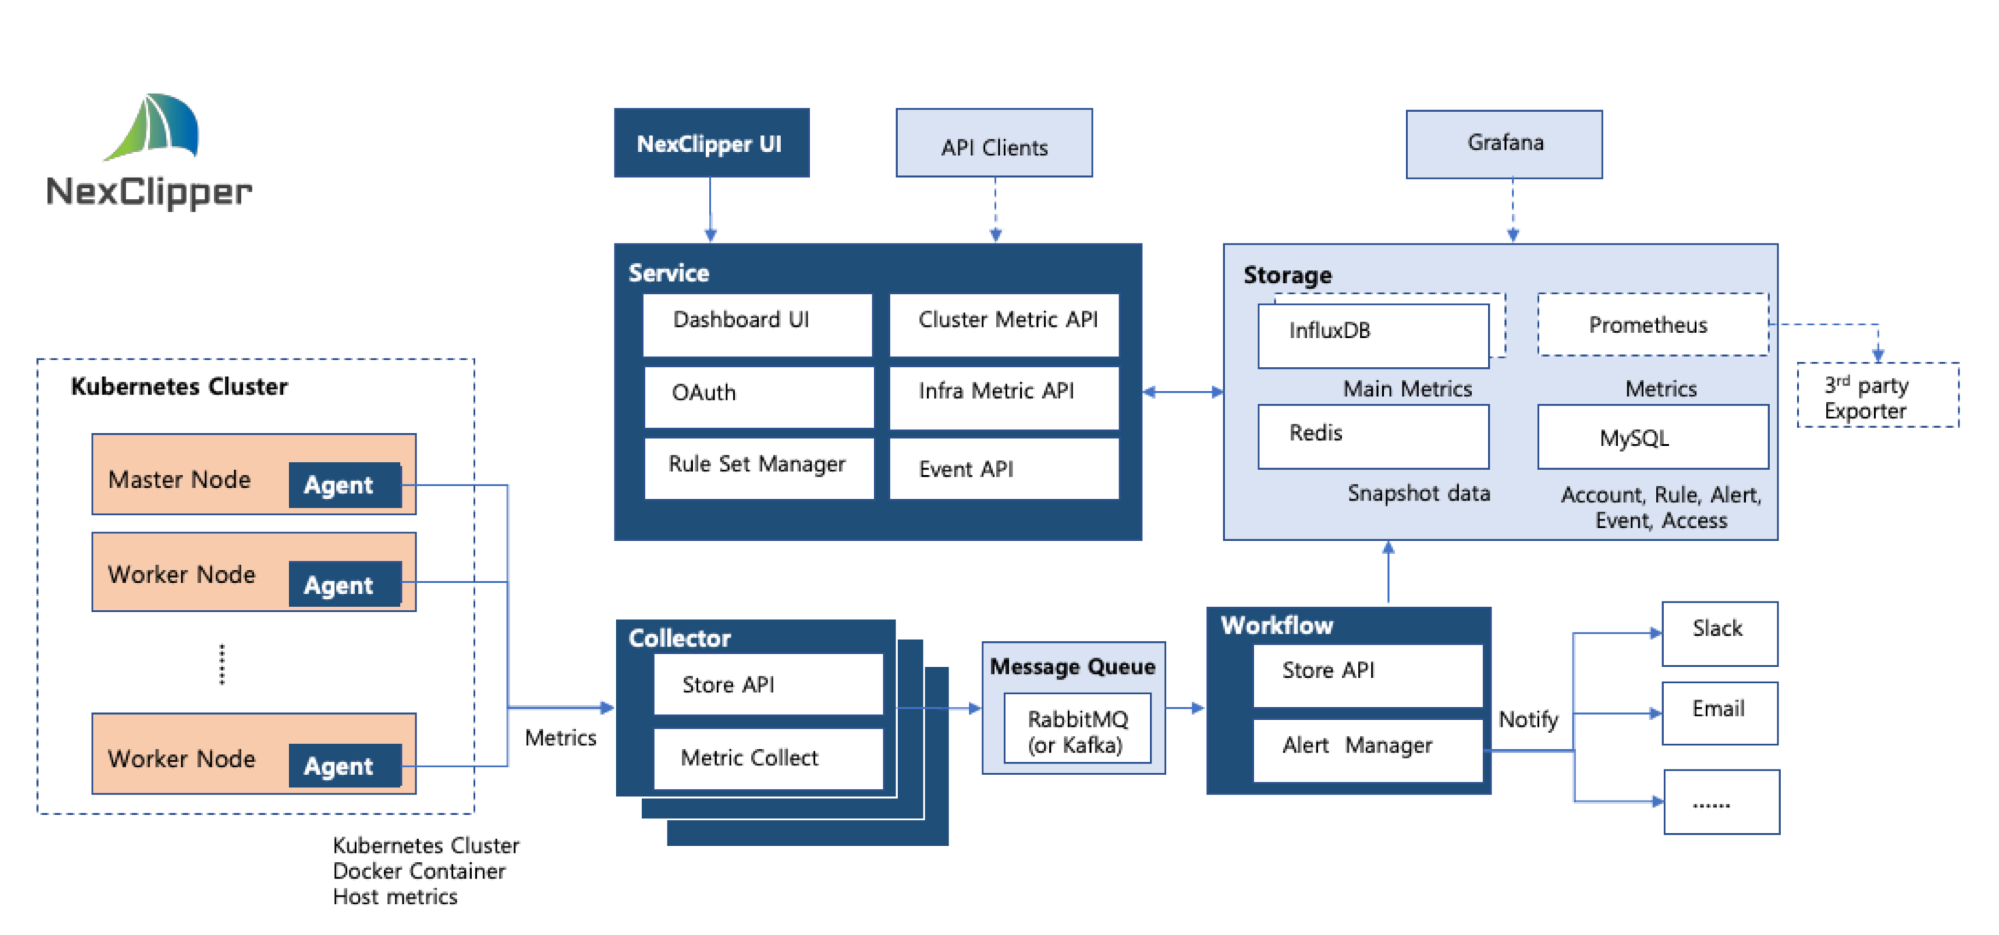 NexClipper
NexClipper UI
API Clients
Grafana
Service
Dashboard UI
Cluster Metric API
OAuth
Infra Metric API
Rule Set Manager
Event API
Storage
InfluxDB
Prometheus
Main Metrics
Metrics
Redis
MySQL
Snapshot data
Account, Rule, Alert,
Event, Access
3rd party
Exporter
Kubernetes Cluster
Master Node
Agent
Worker Node
Agent
......
Worker Node
Agent
Kubernetes Cluster
Docker Container
Host metrics
Metrics
Collector
Store API
Metric Collect
Message Queue
RabbitMQ
(or Kafka)
Workflow
Store API
Alert Manager
Notify
Slack
Email
......